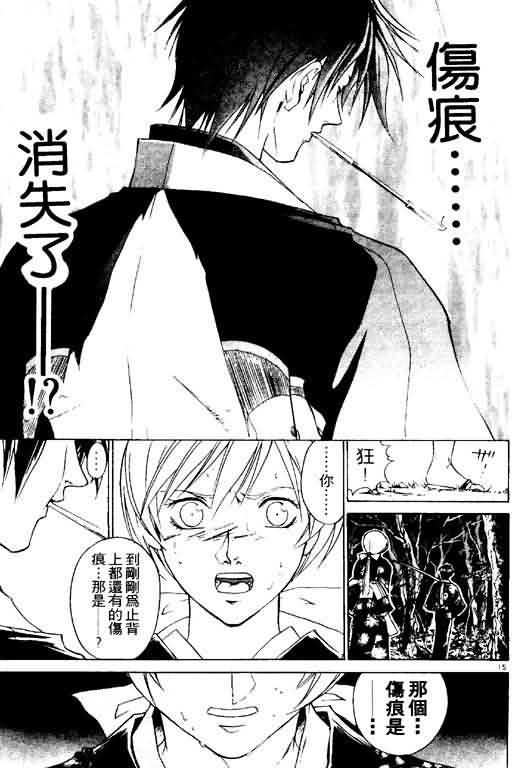 傷痕……
消失了——!?
狂！
…你…
到剛剛為止背
上都還有的傷
痕…那是…？
…
那個…
…傷痕是…
15